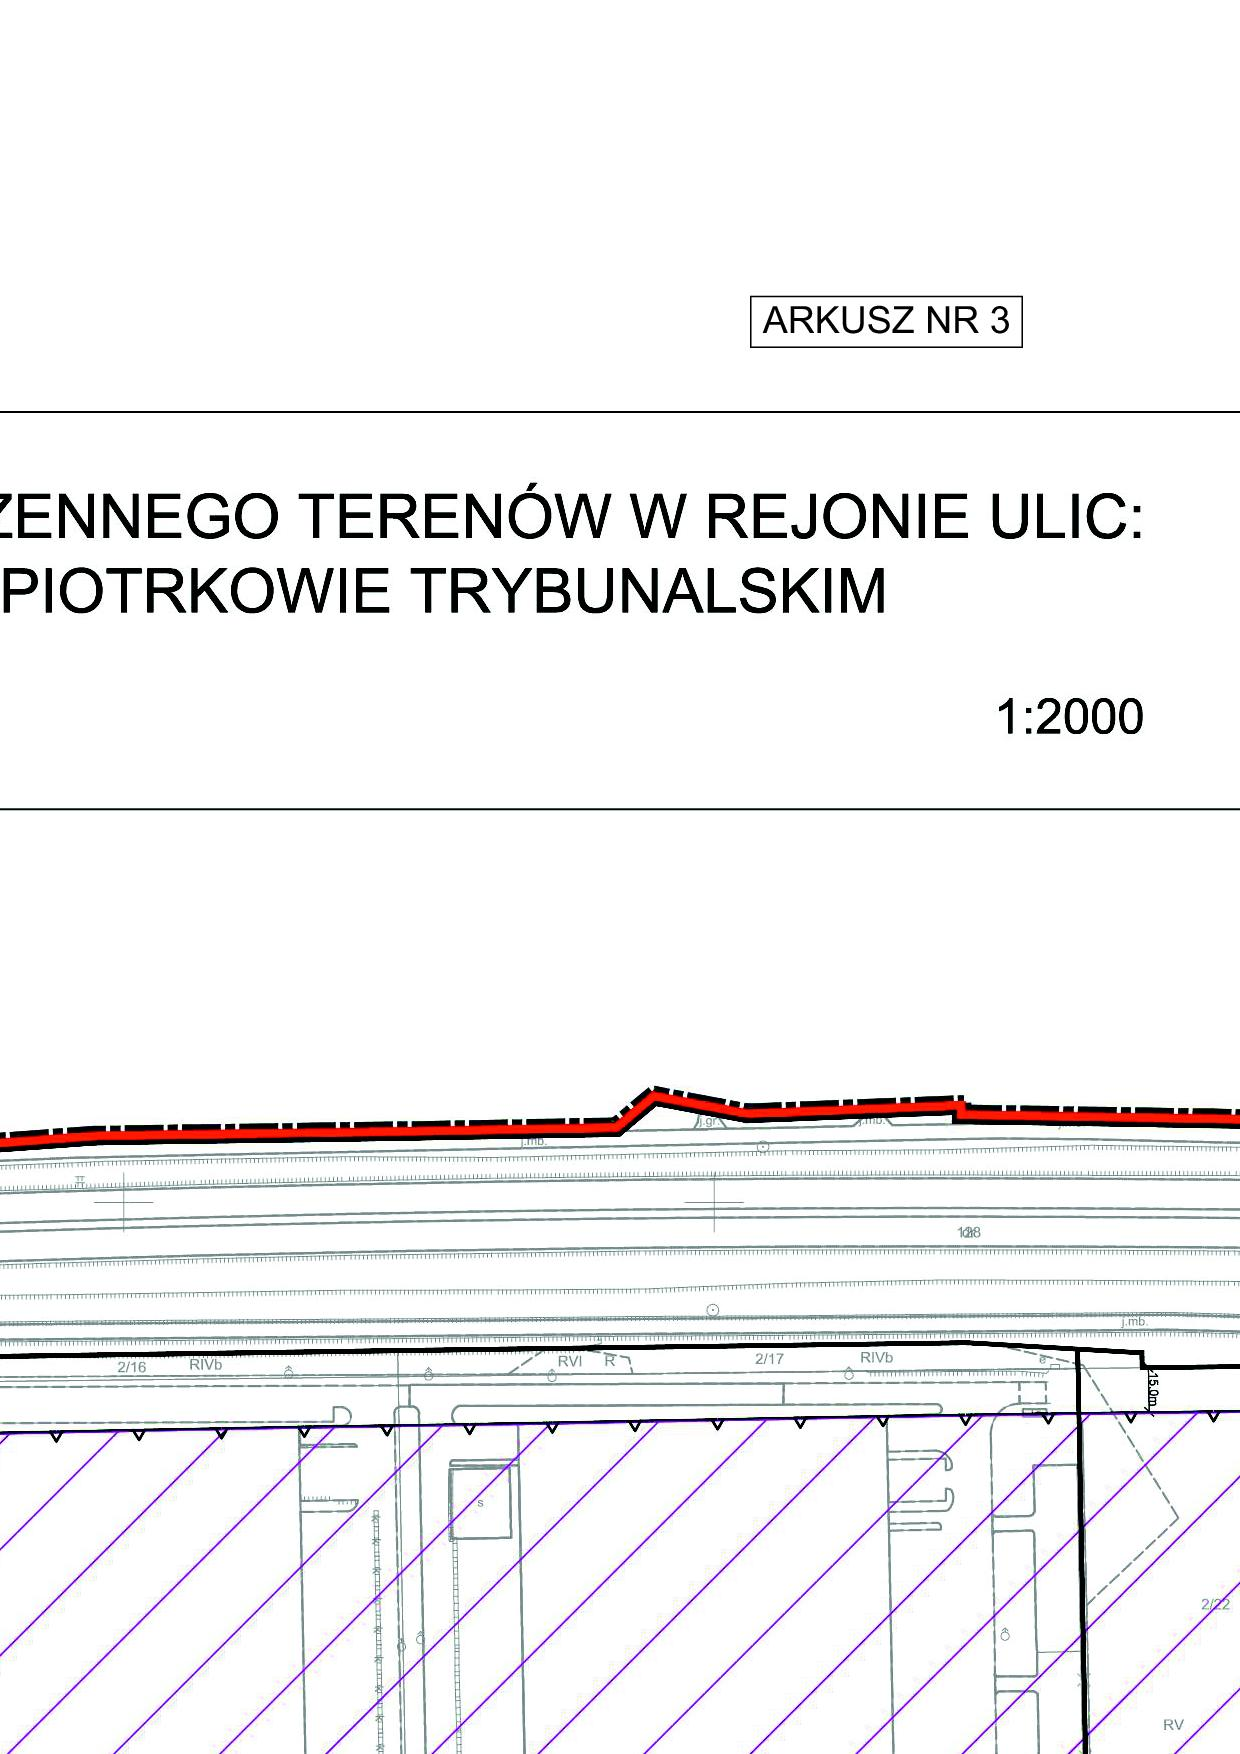 ARKUSZ NR 3
ZENNEGO TERENÓW W REJONIE ULIC:
PIOTRKOWIE TRYBUNALSKIM
1:2000
j.gr.
j.mb.
j.mb.
128
j.mb.
2/16 RIVb RVI R 2/17 RIVb e
15.0m
s
2/22
RV